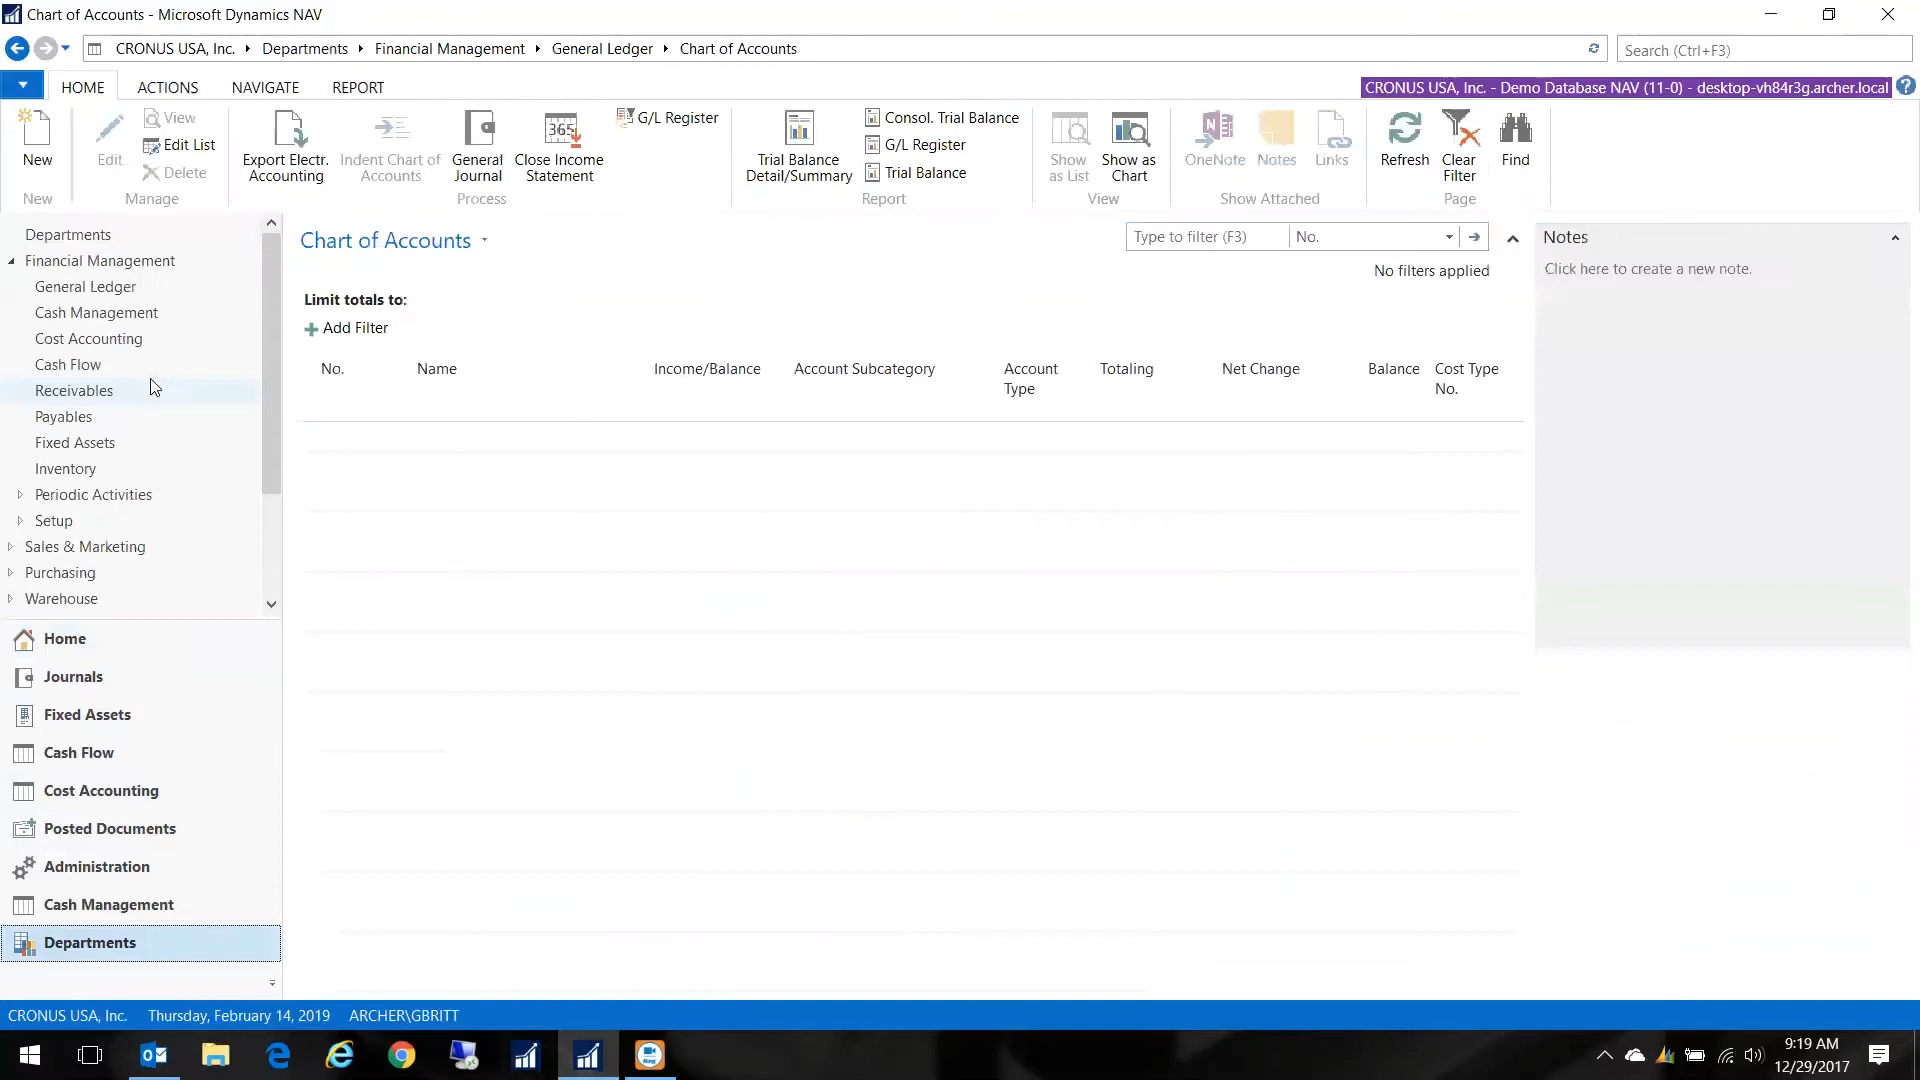 Chart of Accounts - Microsoft Dynamics NAV
CRONUS USA, Inc. Departments Financial Management General Ledger Chart of Accounts
Search (Ctrl+F3)
HOME ACTIONS NAVIGATE REPORT
CRONUS USA, Inc. - Demo Database NAV (11-0) - desktop-vh84r3g.archer.local
New
Edit
View
Edit List
Delete
Export Electr. Accounting
Indent Chart of Accounts
General Journal
Close Income Statement
G/L Register
Trial Balance Detail/Summary
Consol. Trial Balance
G/L Register
Trial Balance
Show as List
Show as Chart
OneNote
Notes
Links
Refresh
Clear Filter
Find
New Manage Process Report View Show Attached Page
Departments
Financial Management
General Ledger
Cash Management
Cost Accounting
Cash Flow
Receivables
Payables
Fixed Assets
Inventory
Periodic Activities
Setup
Sales & Marketing
Purchasing
Warehouse
Home
Journals
Fixed Assets
Cash Flow
Cost Accounting
Posted Documents
Administration
Cash Management
Departments
Chart of Accounts
Type to filter (F3) No.
No filters applied
Limit totals to:
Add Filter
No. Name Income/Balance Account Subcategory Account Type Totaling Net Change Balance Cost Type No.
Notes
Click here to create a new note.
CRONUS USA, Inc. Thursday, February 14, 2019 ARCHER\GBRITT
9:19 AM
12/29/2017